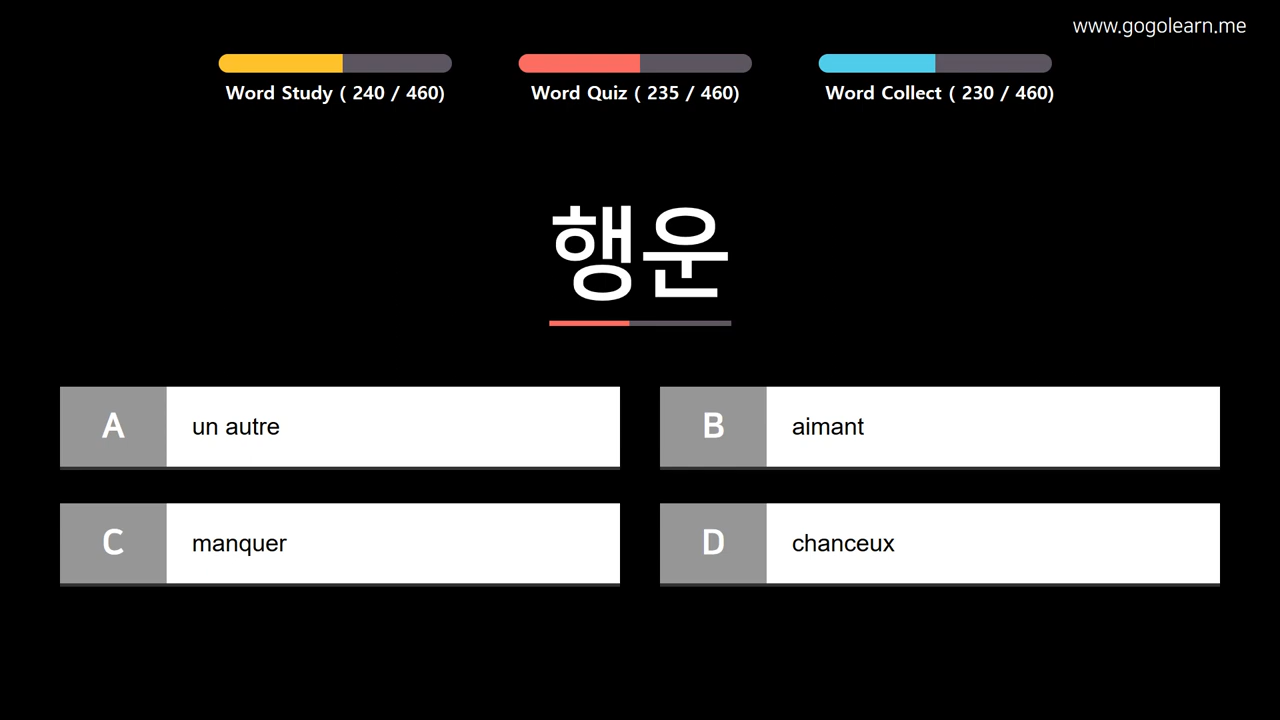 www.gogolearn.me
Word Study ( 240 / 460)
Word Quiz ( 235 / 460)
Word Collect ( 230 / 460)
행운
A un autre
B aimant
C manquer
D chanceux